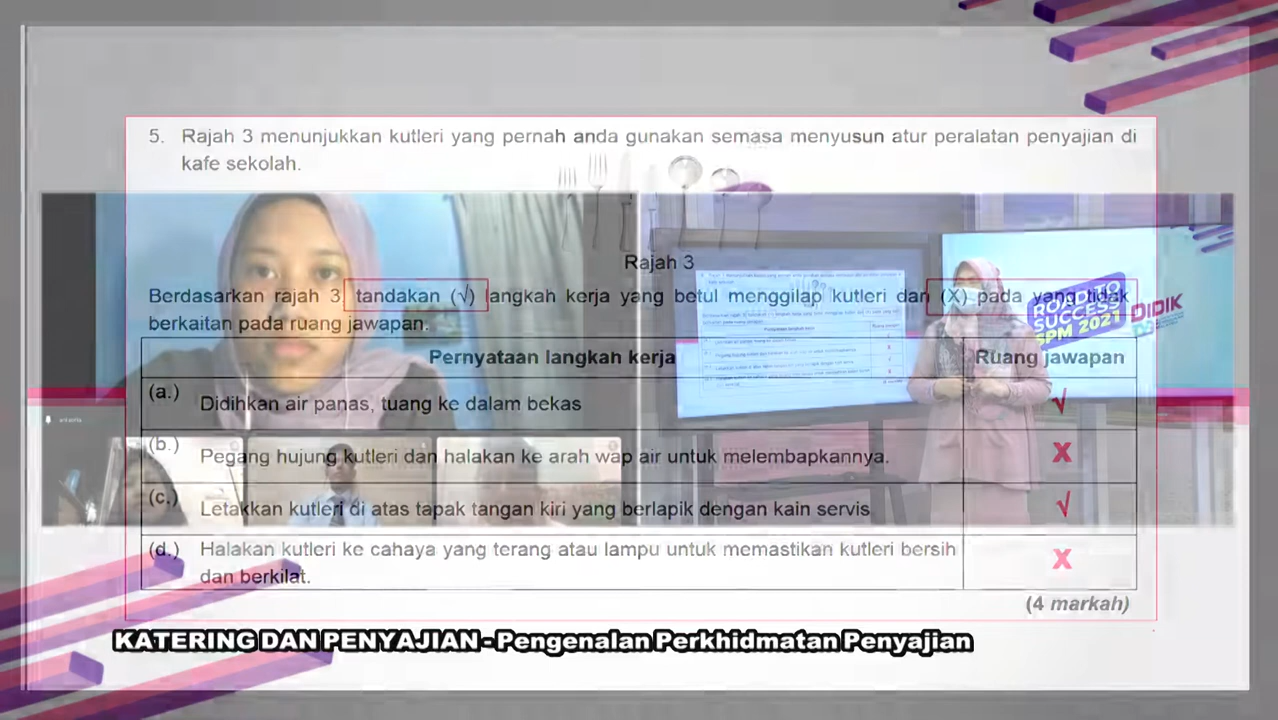 5. Rajah 3 menunjukkan kutleri yang pernah anda gunakan semasa menyusun atur peralatan penyajian di
kafe sekolah.
Rajah 3
Berdasarkan rajah 3, tandakan (√) langkah kerja yang betul menggilap kutleri dan (X) pada yang tidak
berkaitan pada ruang jawapan.
Pernyataan langkah kerja Ruang jawapan
(a.) Didihkan air panas, tuang ke dalam bekas √
(b.) Pegang hujung kutleri dan halakan ke arah wap air untuk melembapkannya. X
(c.) Letakkan kutleri di atas tapak tangan kiri yang berlapik dengan kain servis √
(d.) Halakan kutleri ke cahaya yang terang atau lampu untuk memastikan kutleri bersih
dan berkilat. X
(4 markah)
ROAD TO
SUCCESS
SPM 2021
DIDIK
KATERING DAN PENYAJIAN - Pengenalan Perkhidmatan Penyajian